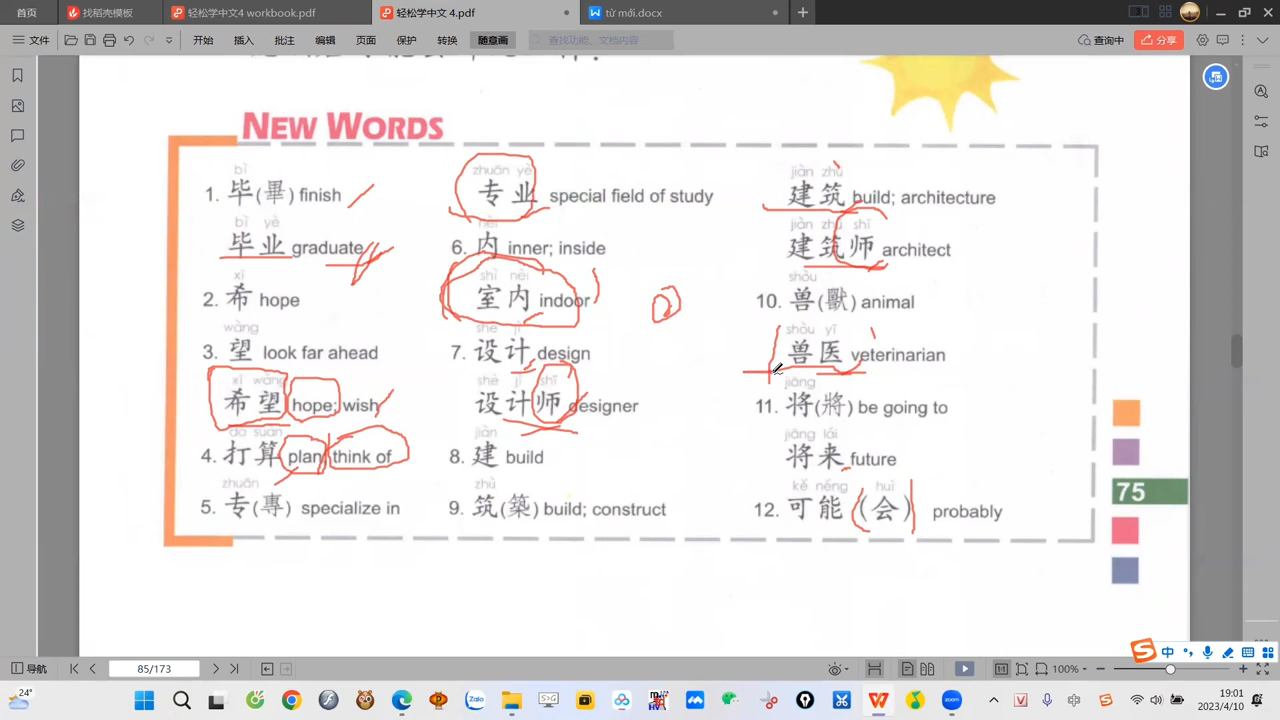 找稻壳模板
轻松学中文4 workbook.pdf
轻松学中文 4.pdf
từ mới.docx
文件
开始
插入
批注
编辑
页面
保护
转换
随意画
查找功能、文档内容
查询中
分享
NEW WORDS
bì
1. 毕(畢) finish
bì yè
毕业 graduate
xī
2. 希 hope
wàng
3. 望 look far ahead
xī wàng
希望 hope; wish
dǎ suàn
4. 打算 plan; think of
zhuān
5. 专(專) specialize in
zhuān yè
专业 special field of study
nèi
6. 内 inner; inside
shì nèi
室内 indoor
shè jì
7. 设计 design
shè jì shī
设计师 designer
jiàn
8. 建 build
zhù
9. 筑(築) build; construct
jiàn zhù
建筑 build; architecture
jiàn zhù shī
建筑师 architect
shòu
10. 兽(獸) animal
shòu yī
兽医 veterinarian
jiāng
11. 将(將) be going to
jiāng lái
将来 future
kě néng huì
12. 可能(会) probably
75
导航
85/173
100%
中
24°
Zalo
zoom
19:01
2023/4/10